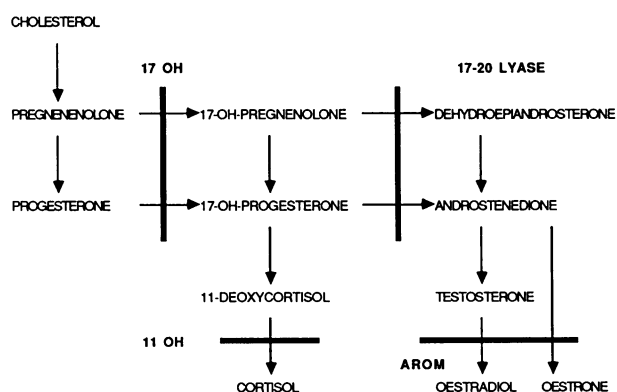 CHOLESTEROL
17 OH
17-20 LYASE
PREGNENENOLONE
17-OH-PREGNENOLONE
DEHYDROEPIANDROSTERONE
PROGESTERONE
17-OH-PROGESTERONE
ANDROSTENEDIONE
11-DEOXYCORTISOL
TESTOSTERONE
11 OH
AROM
CORTISOL
OESTRADIOL
OESTRONE